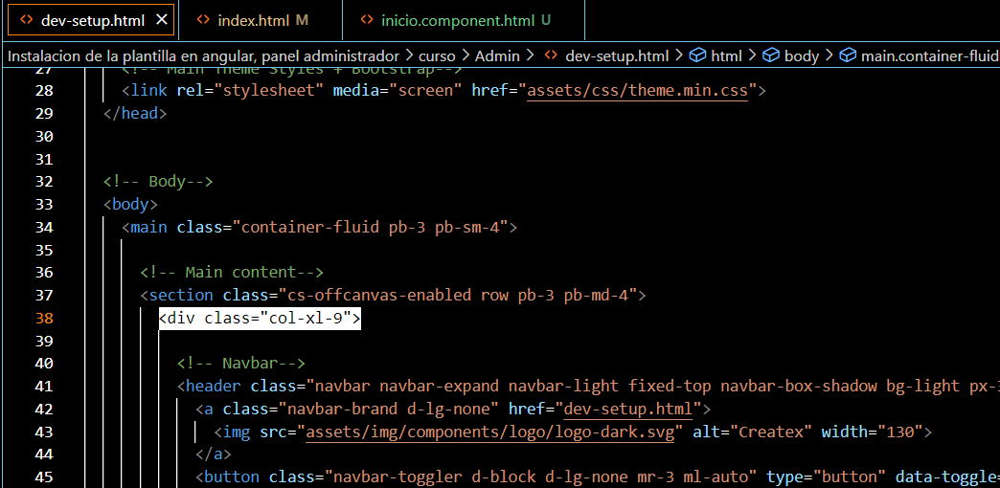 dev-setup.html × index.html M inicio.component.html U
Instalacion de la plantilla en angular, panel administrador > curso > Admin > dev-setup.html > html > body > main.container-fluid
27 <!-- Main Theme Styles + Bootstrap-->
28 <link rel="stylesheet" media="screen" href="assets/css/theme.min.css">
29 </head>
30
31
32 <!-- Body-->
33 <body>
34 <main class="container-fluid pb-3 pb-sm-4">
35
36 <!-- Main content-->
37 <section class="cs-offcanvas-enabled row pb-3 pb-md-4">
38 <div class="col-xl-9">
39
40 <!-- Navbar-->
41 <header class="navbar navbar-expand navbar-light fixed-top navbar-box-shadow bg-light px-3
42 <a class="navbar-brand d-lg-none" href="dev-setup.html">
43 <img src="assets/img/components/logo/logo-dark.svg" alt="Createx" width="130">
44 </a>
45 <button class="navbar-toggler d-block d-lg-none mr-3 ml-auto" type="button" data-toggle=